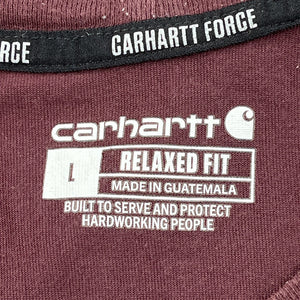 CARHARTT FORCE
CE
carhartt
L
RELAXED FIT
MADE IN GUATEMALA
BUILT TO SERVE AND PROTECT
HARDWORKING PEOPLE